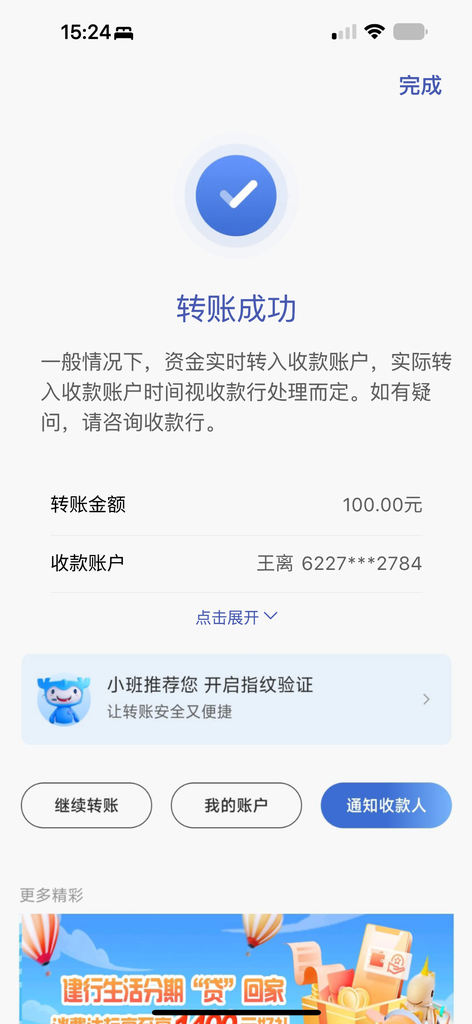 15:24
完成
转账成功
一般情况下，资金实时转入收款账户，实际转
入收款账户时间视收款行处理而定。如有疑
问，请咨询收款行。
转账金额 100.00元
收款账户 王离 6227***2784
点击展开
小班推荐您 开启指纹验证
让转账安全又便捷
继续转账 我的账户 通知收款人
更多精彩
建行生活分期“贷”回家